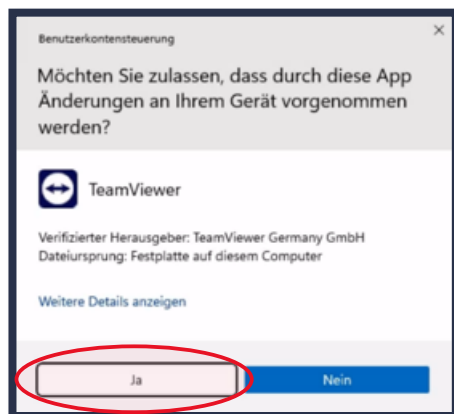 Benutzerkontensteuerung
Möchten Sie zulassen, dass durch diese App
Änderungen an Ihrem Gerät vorgenommen
werden?
TeamViewer
Verifizierter Herausgeber: TeamViewer Germany GmbH
Dateiursprung: Festplatte auf diesem Computer
Weitere Details anzeigen
Ja
Nein